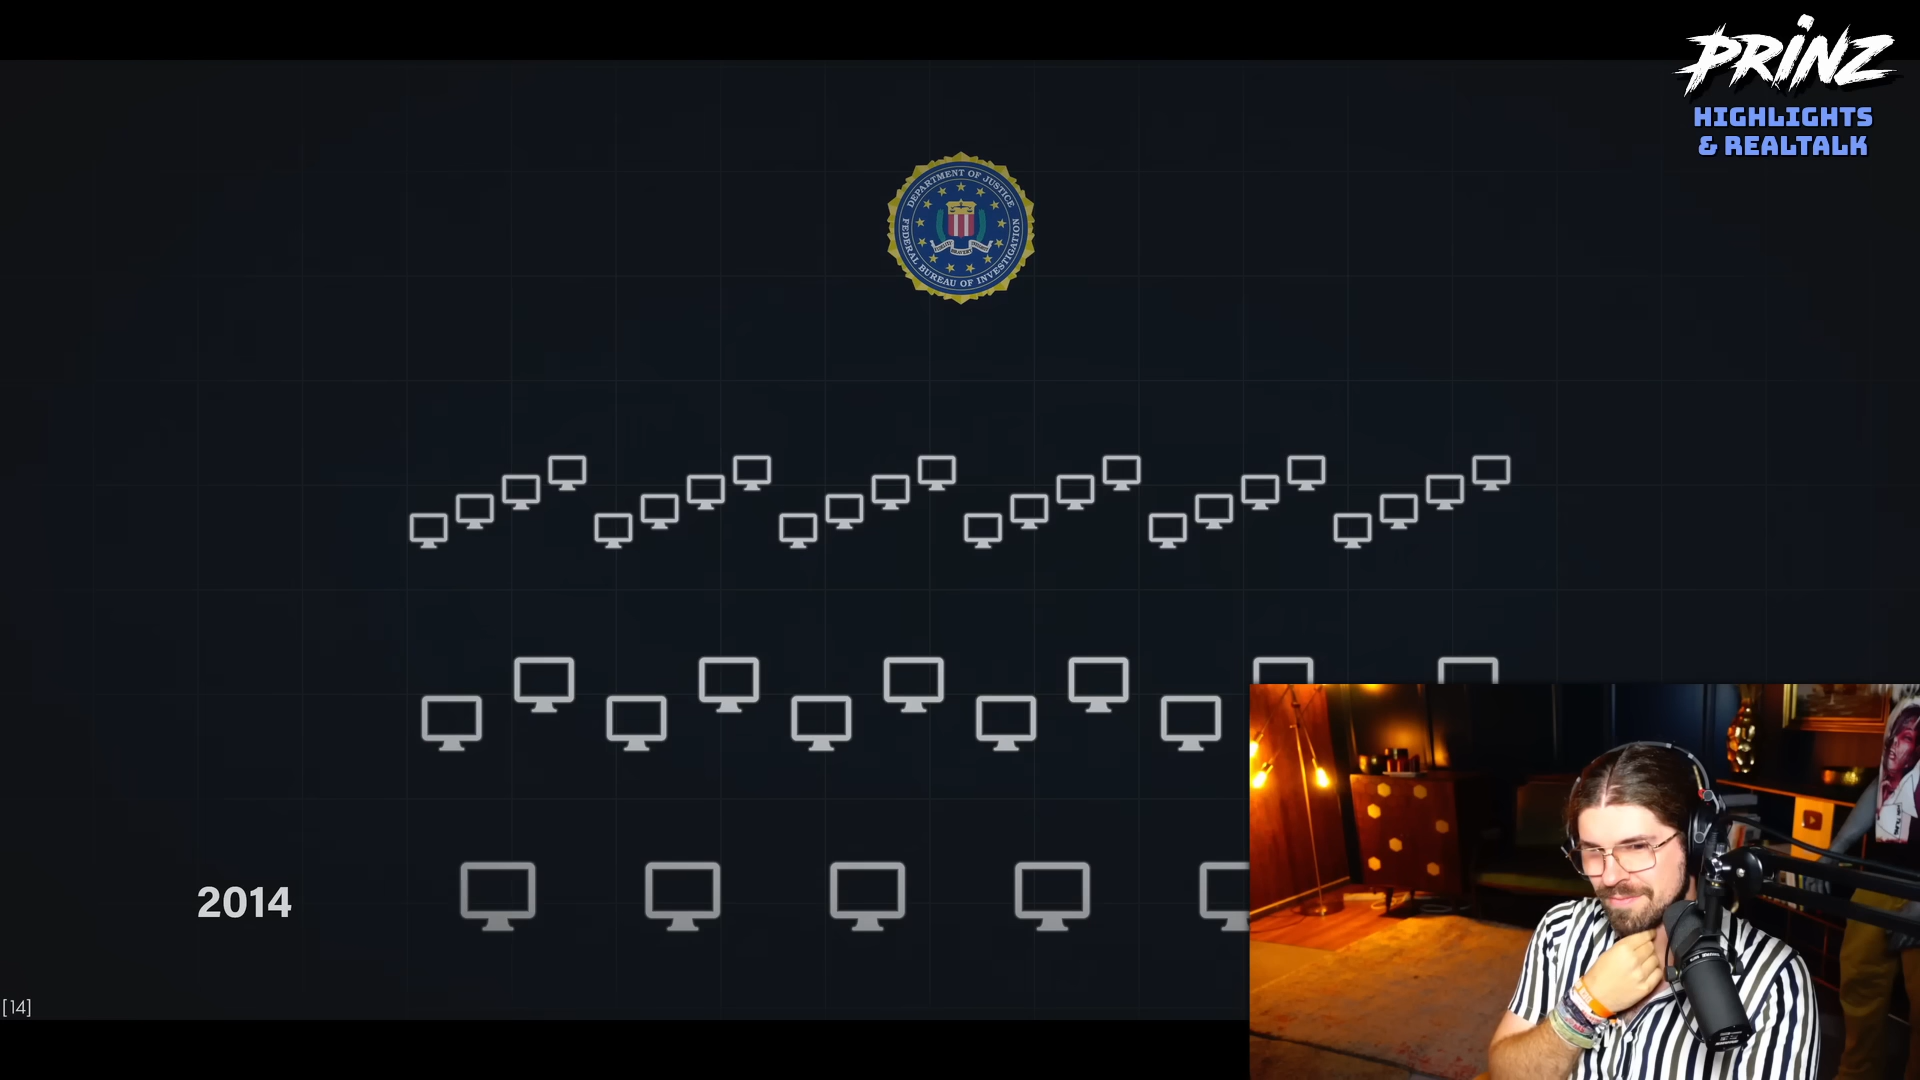 PRiNZ
HIGHLIGHTS
& REALTALK
DEPARTMENT OF JUSTICE
FEDERAL BUREAU OF INVESTIGATION
2014
[14]